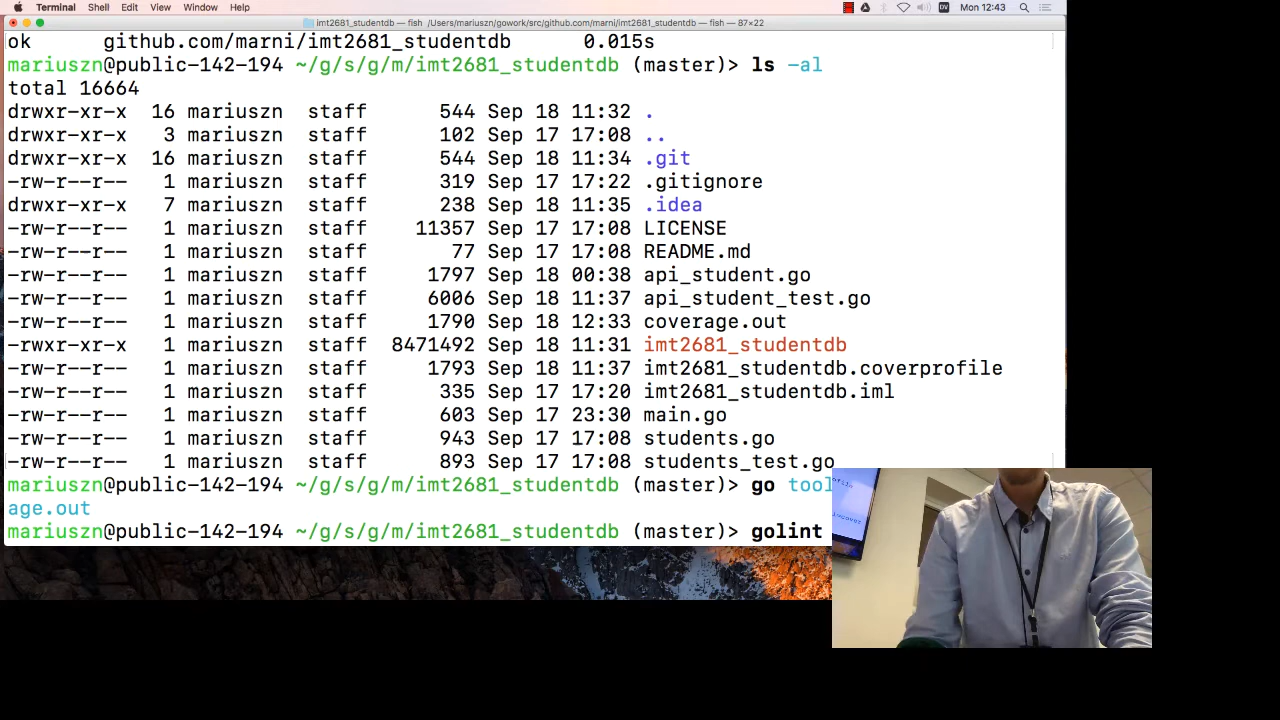 Terminal Shell Edit View Window Help DV Mon 12:43
imt2681_studentdb — fish /Users/mariuszn/gowork/src/github.com/marni/imt2681_studentdb — fish — 87×22
ok github.com/marni/imt2681_studentdb 0.015s
mariuszn@public-142-194 ~/g/s/g/m/imt2681_studentdb (master)> ls -al
total 16664
drwxr-xr-x 16 mariuszn staff 544 Sep 18 11:32 .
drwxr-xr-x 3 mariuszn staff 102 Sep 17 17:08 ..
drwxr-xr-x 16 mariuszn staff 544 Sep 18 11:34 .git
-rw-r--r-- 1 mariuszn staff 319 Sep 17 17:22 .gitignore
drwxr-xr-x 7 mariuszn staff 238 Sep 18 11:35 .idea
-rw-r--r-- 1 mariuszn staff 11357 Sep 17 17:08 LICENSE
-rw-r--r-- 1 mariuszn staff 77 Sep 17 17:08 README.md
-rw-r--r-- 1 mariuszn staff 1797 Sep 18 00:38 api_student.go
-rw-r--r-- 1 mariuszn staff 6006 Sep 18 11:37 api_student_test.go
-rw-r--r-- 1 mariuszn staff 1790 Sep 18 12:33 coverage.out
-rwxr-xr-x 1 mariuszn staff 8471492 Sep 18 11:31 imt2681_studentdb
-rw-r--r-- 1 mariuszn staff 1793 Sep 18 11:37 imt2681_studentdb.coverprofile
-rw-r--r-- 1 mariuszn staff 335 Sep 17 17:20 imt2681_studentdb.iml
-rw-r--r-- 1 mariuszn staff 603 Sep 17 23:30 main.go
-rw-r--r-- 1 mariuszn staff 943 Sep 17 17:08 students.go
-rw-r--r-- 1 mariuszn staff 893 Sep 17 17:08 students_test.go
mariuszn@public-142-194 ~/g/s/g/m/imt2681_studentdb (master)> go tool
age.out
mariuszn@public-142-194 ~/g/s/g/m/imt2681_studentdb (master)> golint